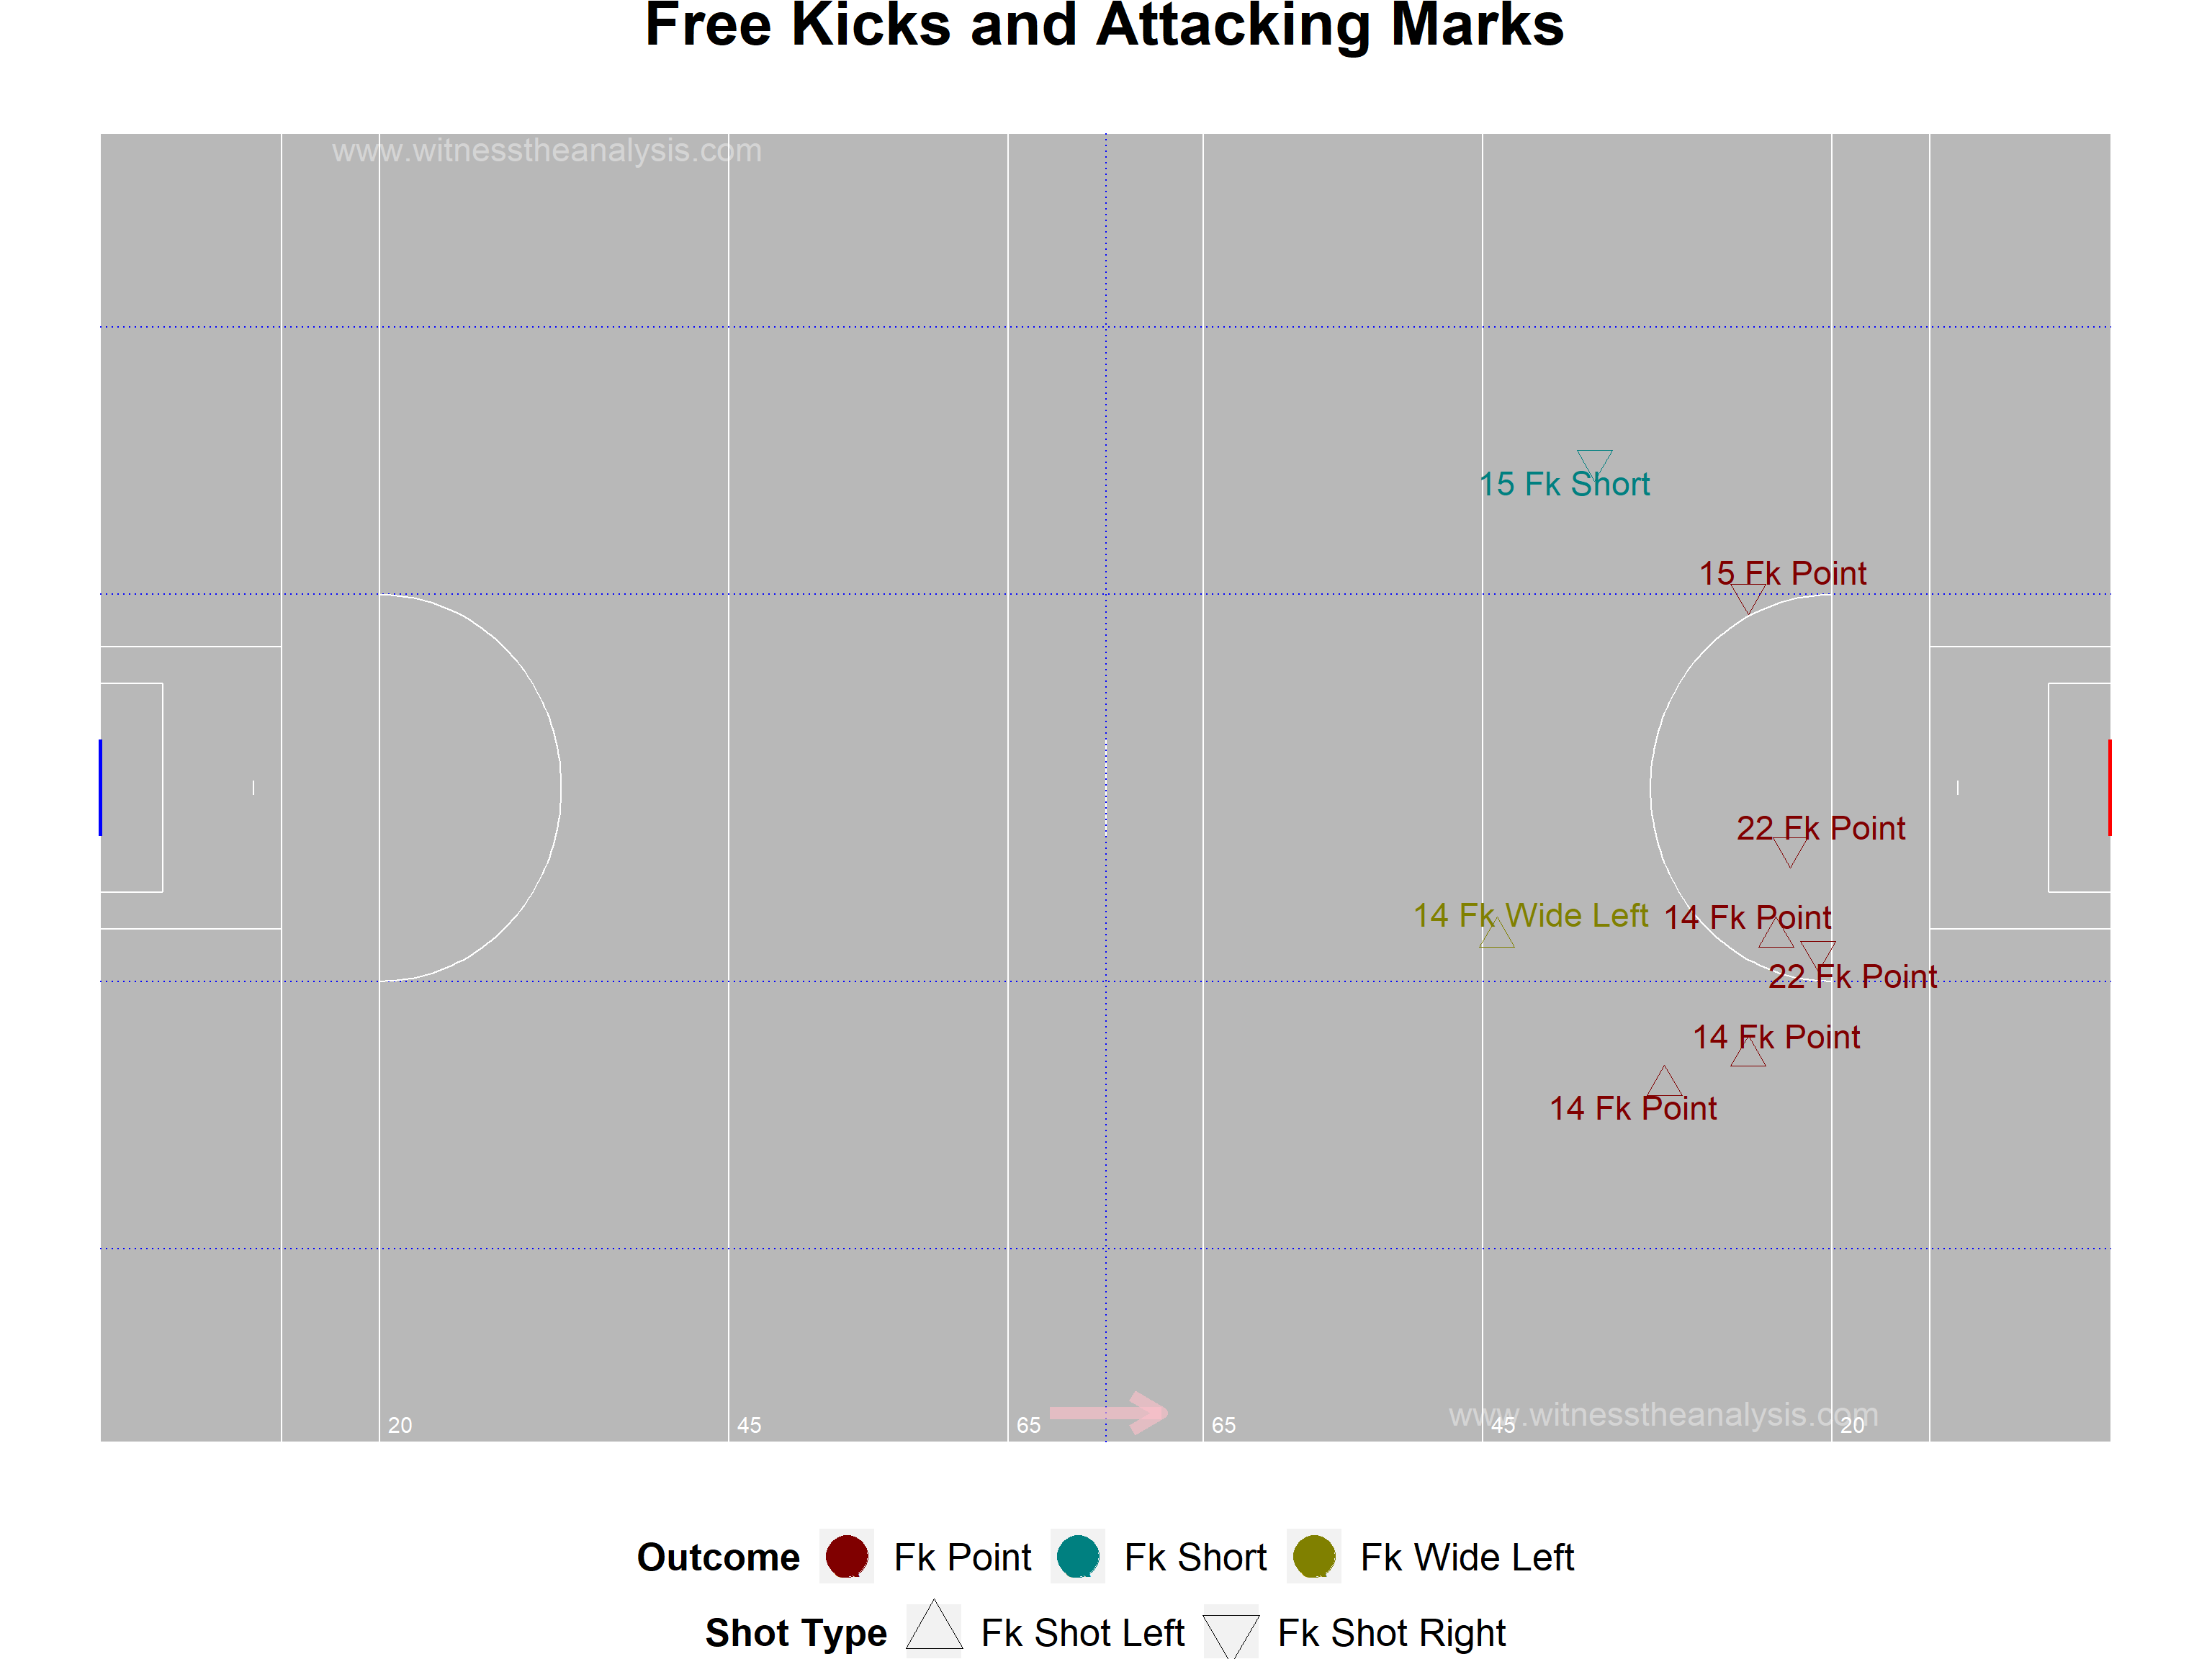 Free Kicks and Attacking Marks
www.witnesstheanalysis.com
15 Fk Short
15 Fk Point
22 Fk Point
14 Fk Wide Left
14 Fk Point
22 Fk Point
14 Fk Point
14 Fk Point
www.witnesstheanalysis.com
20 45 65 65 45 20
Outcome Fk Point Fk Short Fk Wide Left
Shot Type Fk Shot Left Fk Shot Right